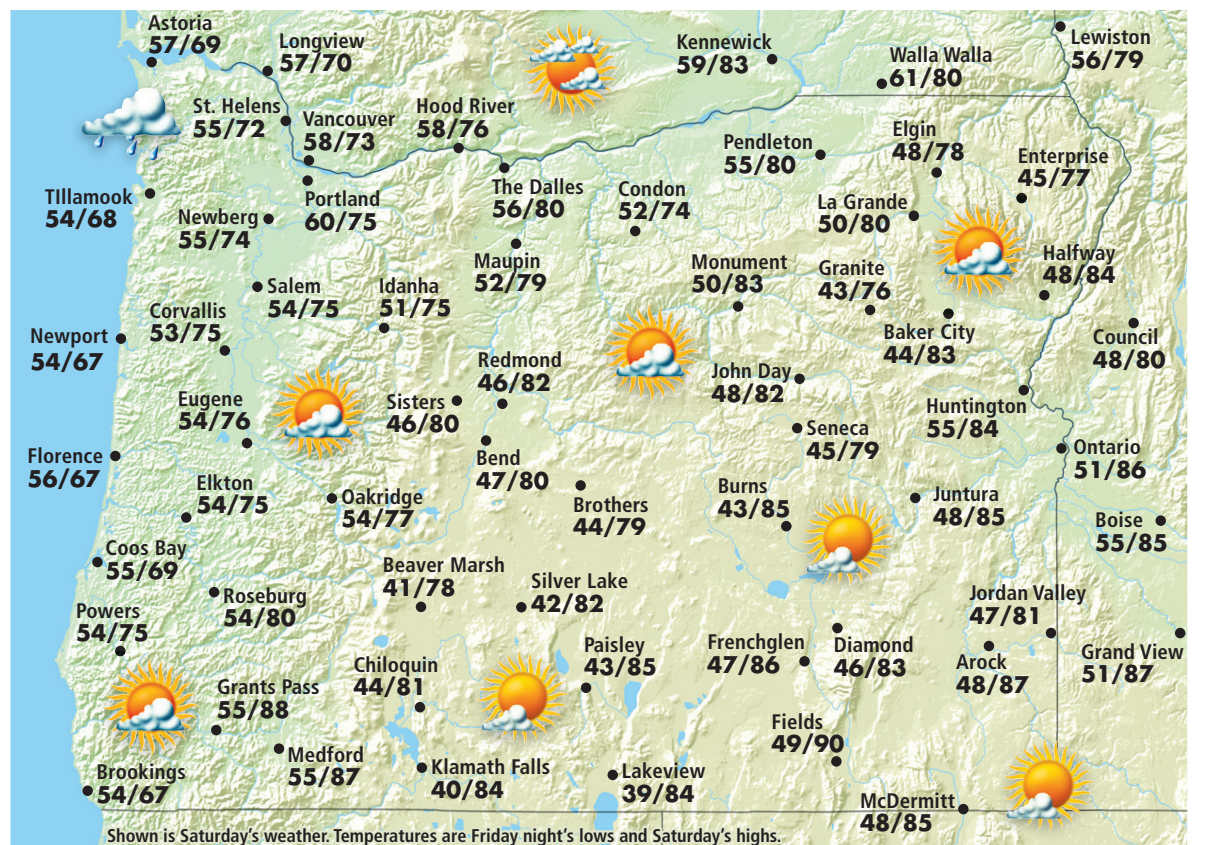 Astoria
57/69
Longview
57/70
Kennewick
59/83
Walla Walla
61/80
Lewiston
56/79
St. Helens
55/72
Vancouver
58/73
Hood River
58/76
Pendleton
55/80
Elgin
48/78
Enterprise
45/77
TIllamook
54/68
Newberg
55/74
Portland
60/75
The Dalles
56/80
Condon
52/74
La Grande
50/80
Maupin
52/79
Monument
50/83
Granite
43/76
Halfway
48/84
Salem
54/75
Idanha
51/75
Corvallis
53/75
Newport
54/67
Baker City
44/83
Council
48/80
Redmond
46/82
John Day
48/82
Eugene
54/76
Sisters
46/80
Huntington
55/84
Seneca
45/79
Ontario
51/86
Florence
56/67
Bend
47/80
Elkton
54/75
Oakridge
54/77
Brothers
44/79
Burns
43/85
Juntura
48/85
Boise
55/85
Coos Bay
55/69
Beaver Marsh
41/78
Silver Lake
42/82
Roseburg
54/80
Jordan Valley
47/81
Powers
54/75
Paisley
43/85
Frenchglen
47/86
Diamond
46/83
Arock
48/87
Grand View
51/87
Chiloquin
44/81
Grants Pass
55/88
Fields
49/90
Medford
55/87
Klamath Falls
40/84
Lakeview
39/84
Brookings
54/67
McDermitt
48/85
Shown is Saturday's weather. Temperatures are Friday night's lows and Saturday's highs.